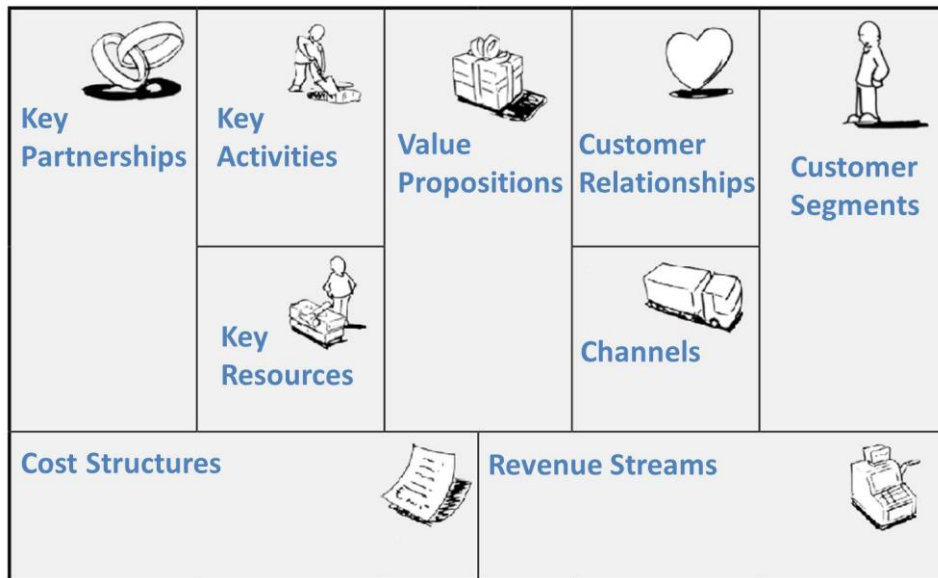 Key
Partnerships
Key
Activities
Key
Resources
Value
Propositions
Customer
Relationships
Channels
Customer
Segments
Cost Structures
Revenue Streams